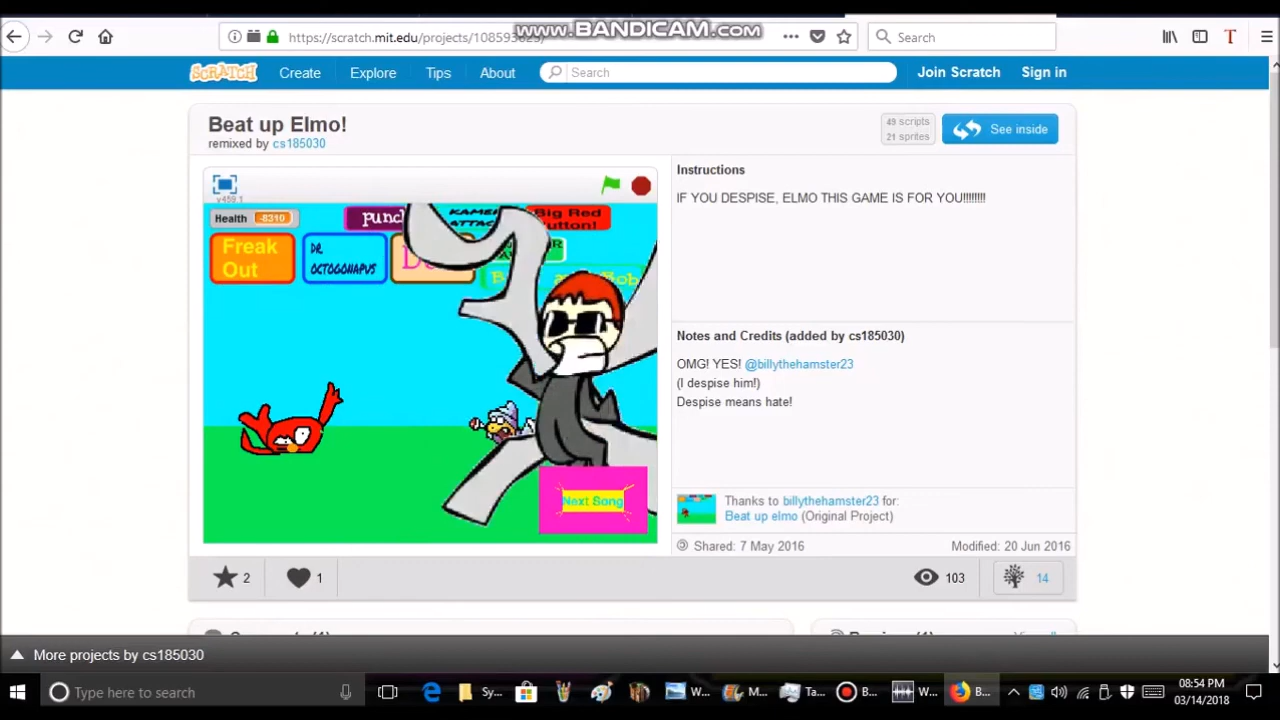 www.BANDICAM.com
Search
SCRATCH
Create
Explore
Tips
About
Search
Join Scratch
Sign in
Beat up Elmo!
remixed by cs185030
49 scripts
21 sprites
See inside
v459.1
Health -8310
Big Red
Button!
Freak
Out
DR.
OCTOGONAPUS
Next Song
Instructions
IF YOU DESPISE, ELMO THIS GAME IS FOR YOU!!!!!!!!!
Notes and Credits (added by cs185030)
OMG! YES! @billythehamster23
(I despise him!)
Despise means hate!
Thanks to billythehamster23 for:
Beat up elmo (Original Project)
Shared: 7 May 2016
Modified: 20 Jun 2016
2
1
103
14
More projects by cs185030
Type here to search
Sy...
W...
M...
Ta...
B...
W...
B...
08:54 PM
03/14/2018